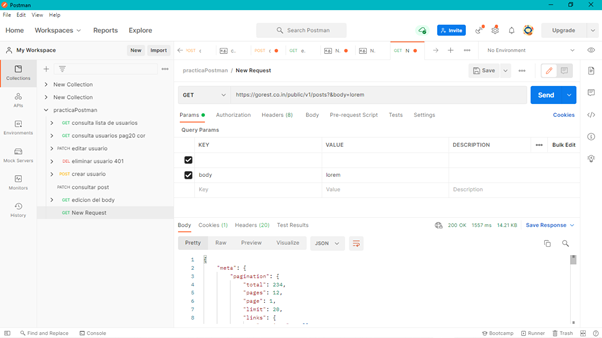 Postman
File Edit View Help
Home Workspaces Reports Explore Search Postman Invite Upgrade
My Workspace New Import No Environment
Collections
APIs
Environments
Mock Servers
Monitors
History
New Collection
New Collection
practicaPostman
GET consulta lista de usuarios
GET consulta usuarios pag20 cor
PATCH editar usuario
DEL eliminar usuario 401
POST crear usuario
PATCH consultar post
GET edicion del body
GET New Request
practicaPostman / New Request Save
GET https://gorest.co.in/public/v1/posts?&body=lorem Send
Params Authorization Headers (8) Body Pre-request Script Tests Settings Cookies
Query Params
KEY VALUE DESCRIPTION Bulk Edit
body lorem
Key Value Description
Body Cookies (1) Headers (20) Test Results 200 OK 1557 ms 14.21 KB Save Response
Pretty Raw Preview Visualize JSON
1 {
2 "meta": {
3 "pagination": {
4 "total": 234,
5 "pages": 12,
6 "page": 1,
7 "limit": 20,
8 "links": {
Find and Replace Console Bootcamp Runner Trash